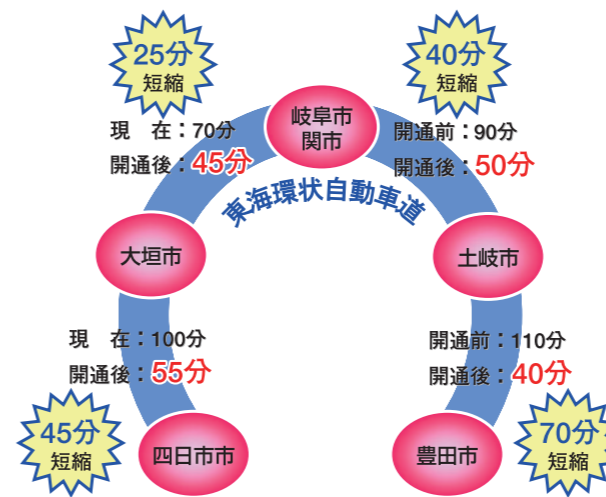 25分
短縮
40分
短縮
岐阜市
関市
現　在：70分
開通後：45分
開通前：90分
開通後：50分
東海環状自動車道
大垣市
土岐市
現　在：100分
開通後：55分
開通前：110分
開通後：40分
45分
短縮
四日市市
豊田市
70分
短縮